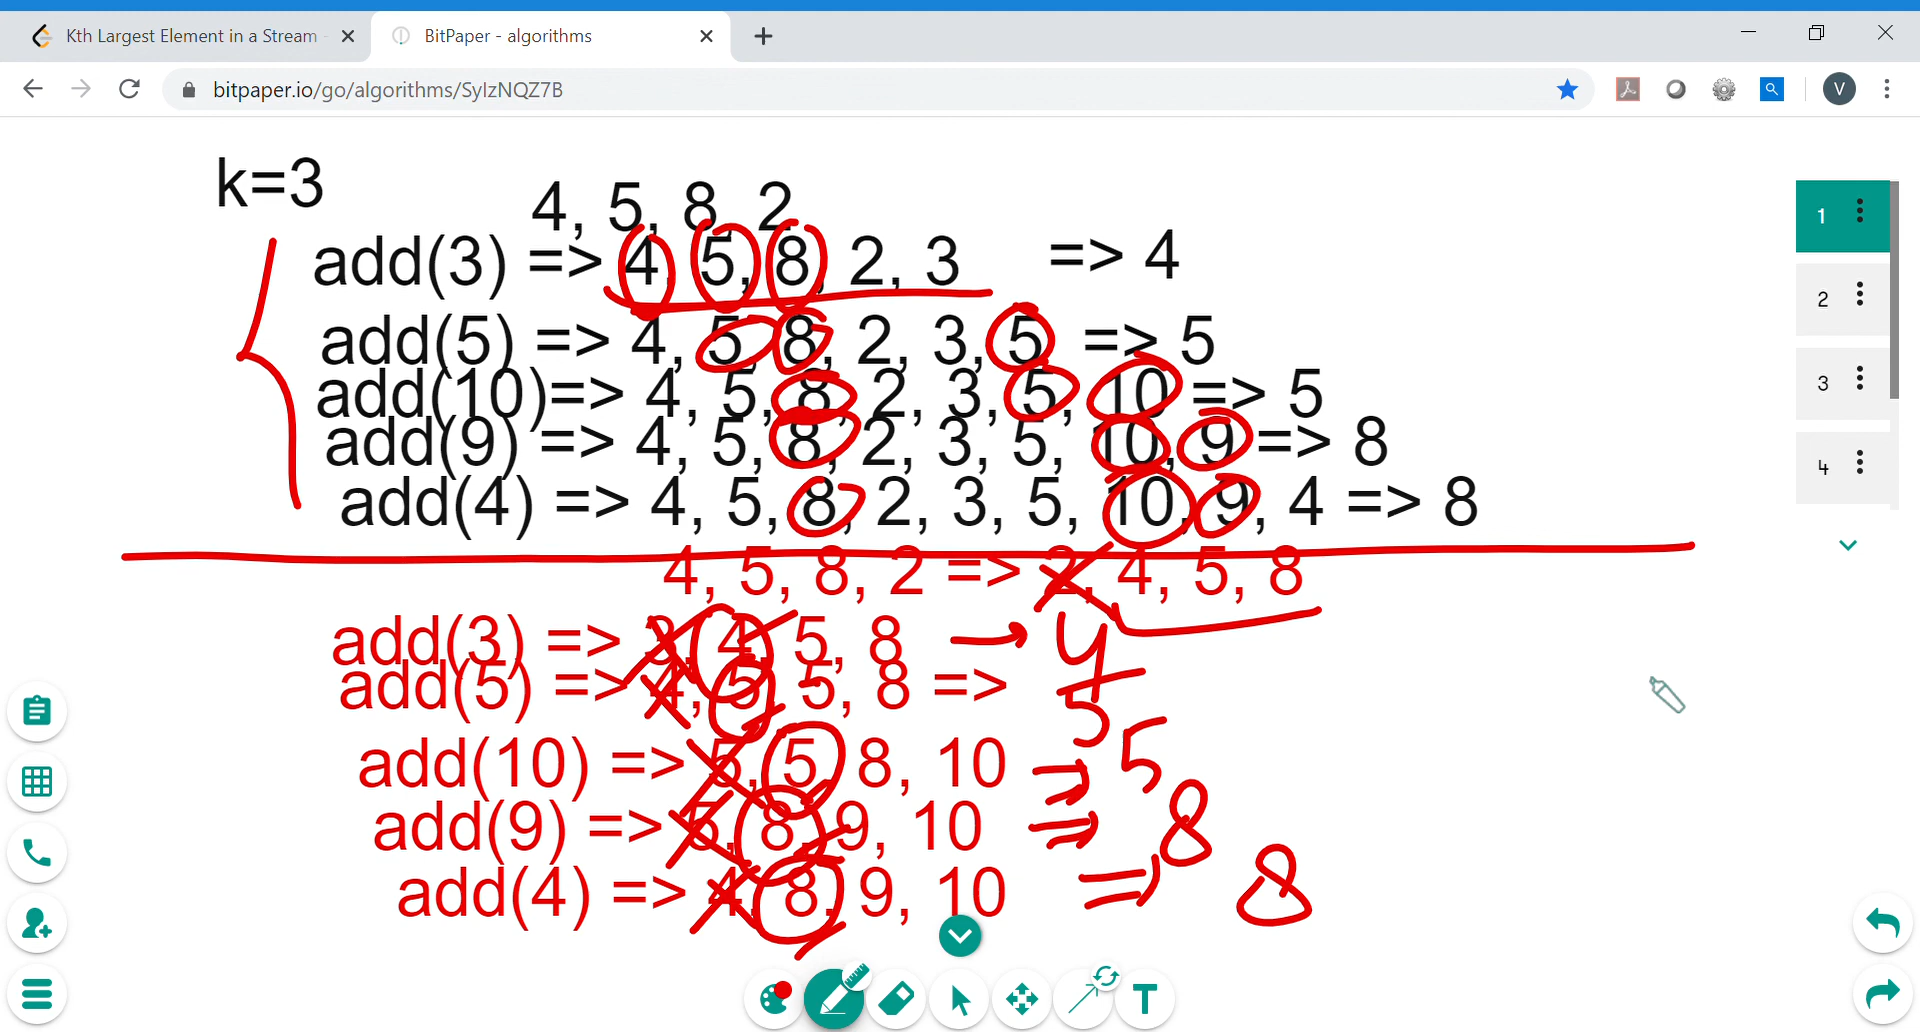 Kth Largest Element in a Stream -
BitPaper - algorithms
bitpaper.io/go/algorithms/SyIzNQZ7B
V
k=3
4, 5, 8, 2
add(3) => 4, 5, 8, 2, 3 => 4
add(5) => 4, 5, 8, 2, 3, 5 => 5
add(10)=> 4, 5, 8, 2, 3, 5, 10 => 5
add(9) => 4, 5, 8, 2, 3, 5, 10, 9 => 8
add(4) => 4, 5, 8, 2, 3, 5, 10, 9, 4 => 8
4, 5, 8, 2 => 2, 4, 5, 8
add(3) => 3, 4, 5, 8 → 4
add(5) => 4, 5, 5, 8 => 5
add(10) => 5, 5, 8, 10 => 5
add(9) => 5, 8, 9, 10 => 8
add(4) => 4, 8, 9, 10 => 8
1
2
3
4
T